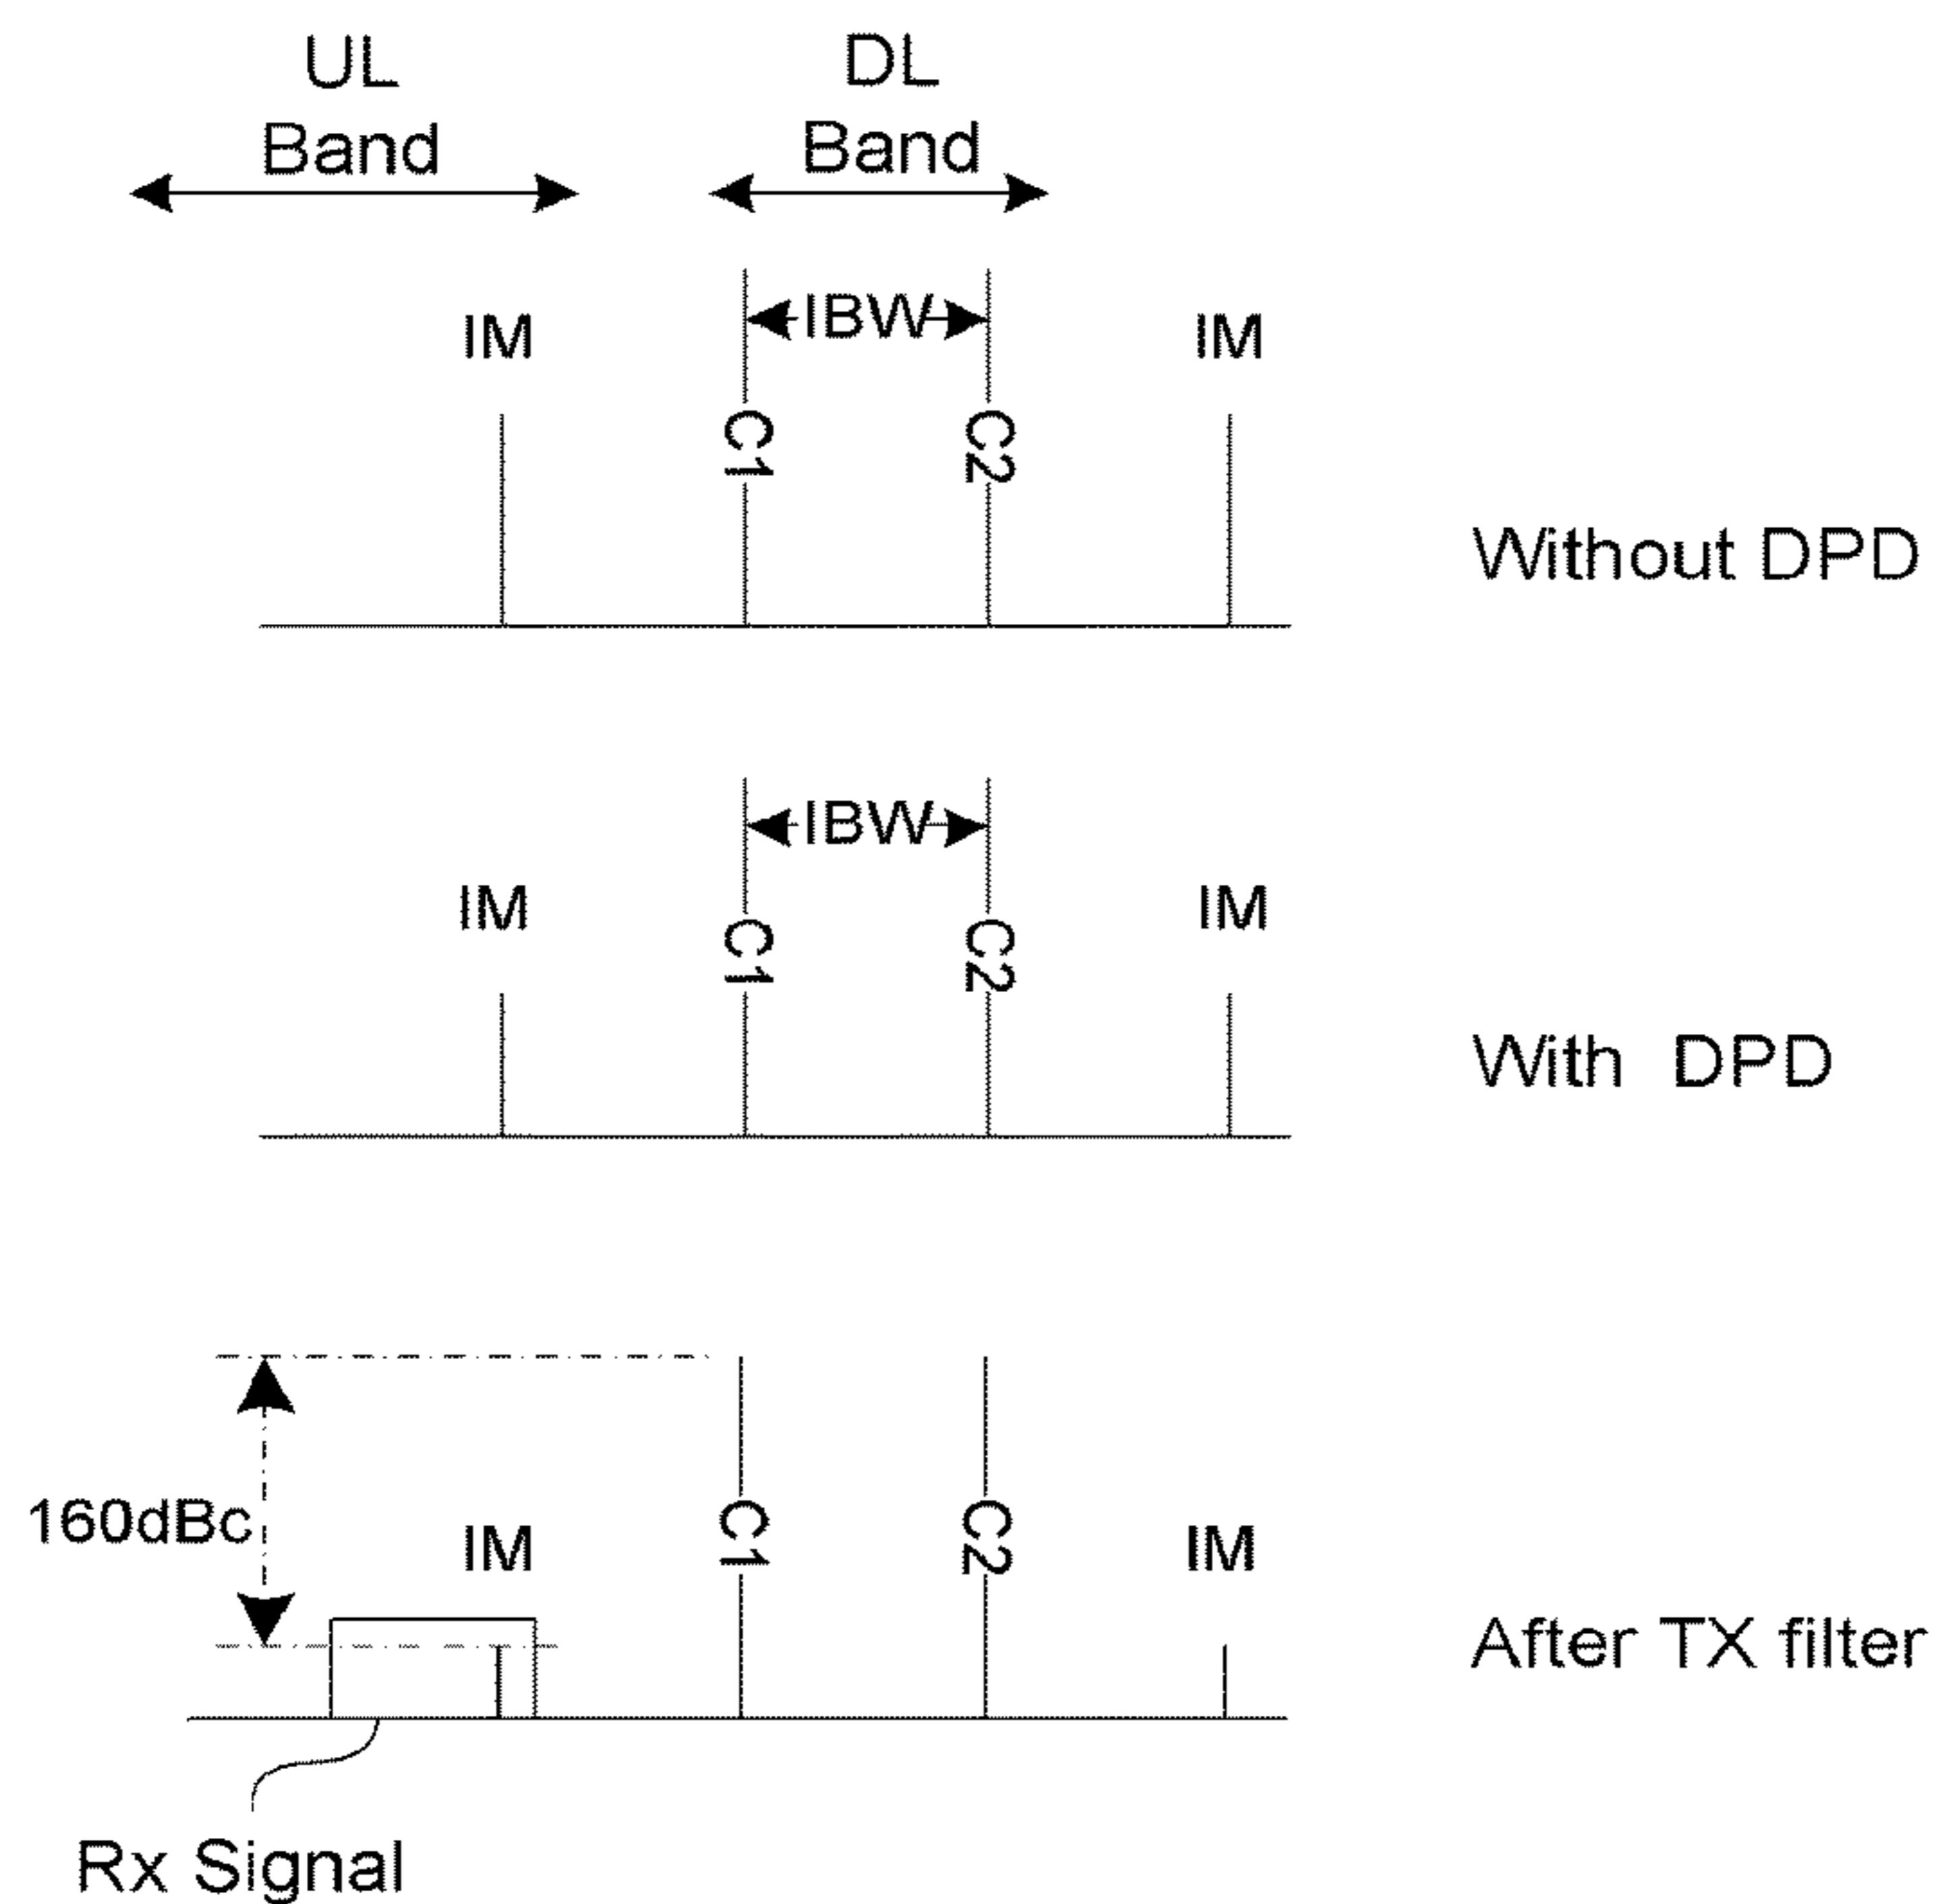 UL
Band
DL
Band
IBW
IM
IM
C1
C2
Without DPD
IBW
IM
IM
C1
C2
With DPD
160dBc
IM
C1
C2
IM
After TX filter
Rx Signal